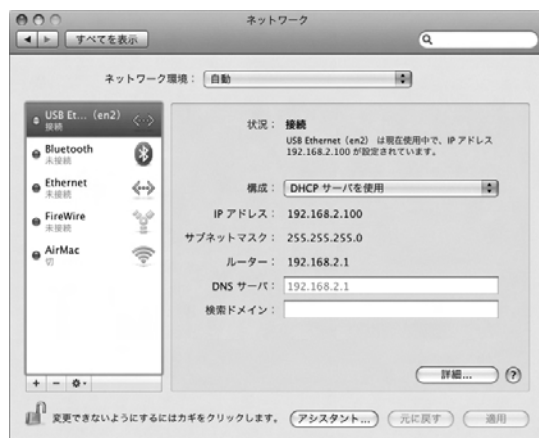 ネットワーク
すべてを表示
ネットワーク環境： 自動
USB Et... (en2)
接続
Bluetooth
未接続
Ethernet
未接続
FireWire
未接続
AirMac
切
状況： 接続
USB Ethernet (en2) は現在使用中で、IP アドレス
192.168.2.100 が設定されています。
構成： DHCP サーバを使用
IP アドレス： 192.168.2.100
サブネットマスク： 255.255.255.0
ルーター： 192.168.2.1
DNS サーバ： 192.168.2.1
検索ドメイン：
詳細... ?
+ −
変更できないようにするにはカギをクリックします。 アシスタント... 元に戻す 適用